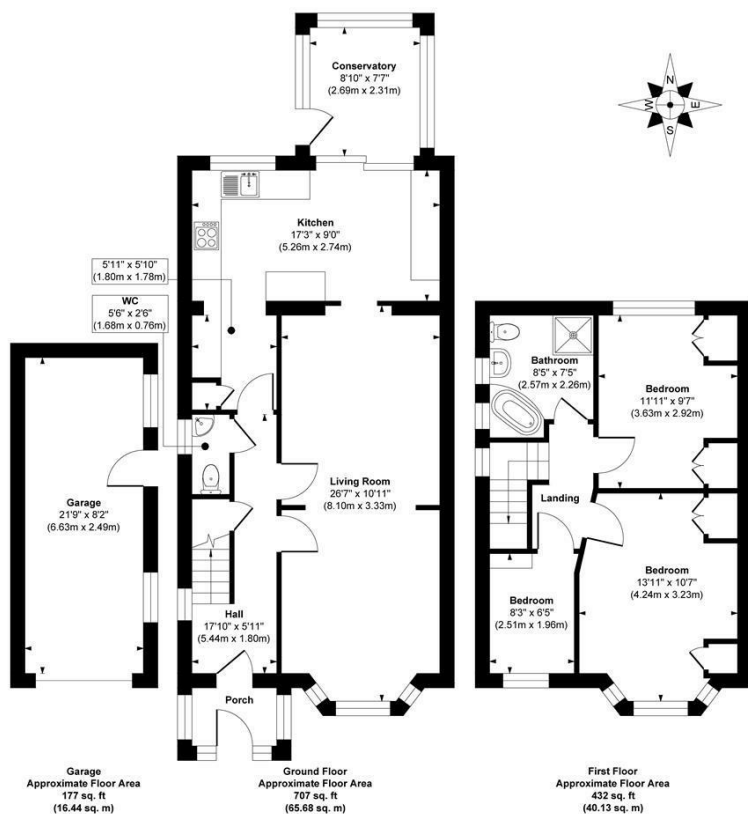 Conservatory
8'10" x 7'7"
(2.69m x 2.31m)
N
W
E
S
Kitchen
17'3" x 9'0"
(5.26m x 2.74m)
5'11" x 5'10"
(1.80m x 1.78m)
WC
5'6" x 2'6"
(1.68m x 0.76m)
Garage
21'9" x 8'2"
(6.63m x 2.49m)
Living Room
26'7" x 10'11"
(8.10m x 3.33m)
Hall
17'10" x 5'11"
(5.44m x 1.80m)
Porch
Bathroom
8'5" x 7'5"
(2.57m x 2.26m)
Bedroom
11'11" x 9'7"
(3.63m x 2.92m)
Landing
Bedroom
13'11" x 10'7"
(4.24m x 3.23m)
Bedroom
8'3" x 6'5"
(2.51m x 1.96m)
Garage
Approximate Floor Area
177 sq. ft
(16.44 sq. m)
Ground Floor
Approximate Floor Area
707 sq. ft
(65.68 sq. m)
First Floor
Approximate Floor Area
432 sq. ft
(40.13 sq. m)